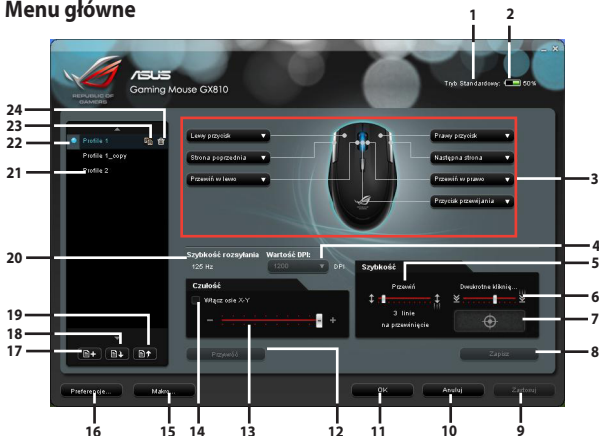 Menu główne
1 2
ASUS
Gaming Mouse GX810
REPUBLIC OF
GAMERS
Tryb Standardowy: 50%
24
23
22
21
Profile 1
Profile 1_copy
Profile 2
Lewy przycisk
Strona poprzednia
Przewiń w lewo
Prawy przycisk
Następna strona
Przewiń w prawo
Przycisk przewijania
3
20
Szybkość rozsyłania
125 Hz
Wartość DPI:
1200 DPI
4
5
Szybkość
Przewiń
Dwukrotne kliknię...
6
3 linie
na przewinięcie
7
Czułość
Włącz osie X-Y
19
18
17
Przywróć
Zapisz
8
Preferencje...
Makro...
OK
Anuluj
Zastosuj
16 15 14 13 12 11 10 9